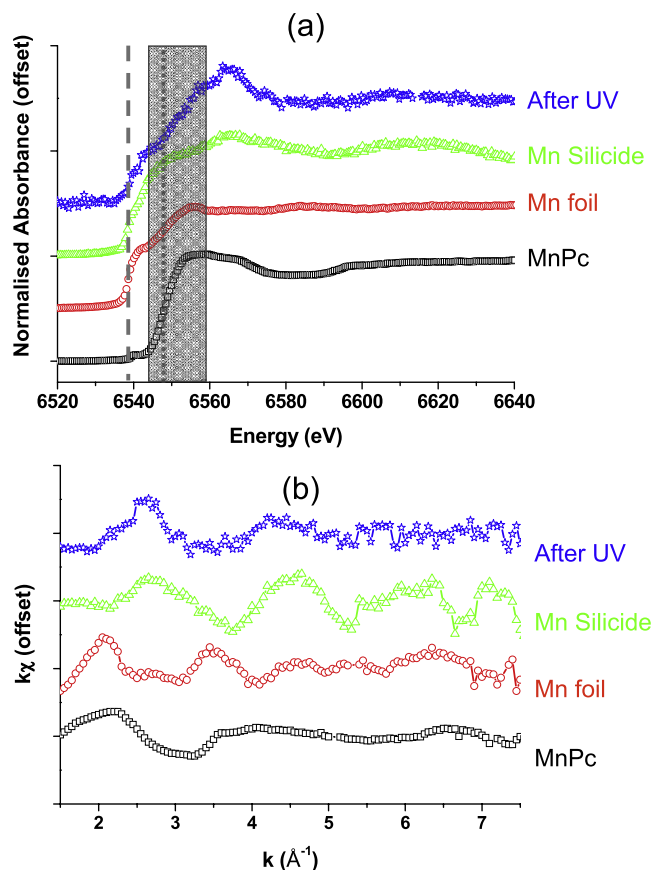 (a)
Normalised Absorbance (offset)
After UV
Mn Silicide
Mn foil
MnPc
6520 6540 6560 6580 6600 6620 6640
Energy (eV)
(b)
kχ (offset)
After UV
Mn Silicide
Mn foil
MnPc
2 3 4 5 6 7
k (Å⁻¹)